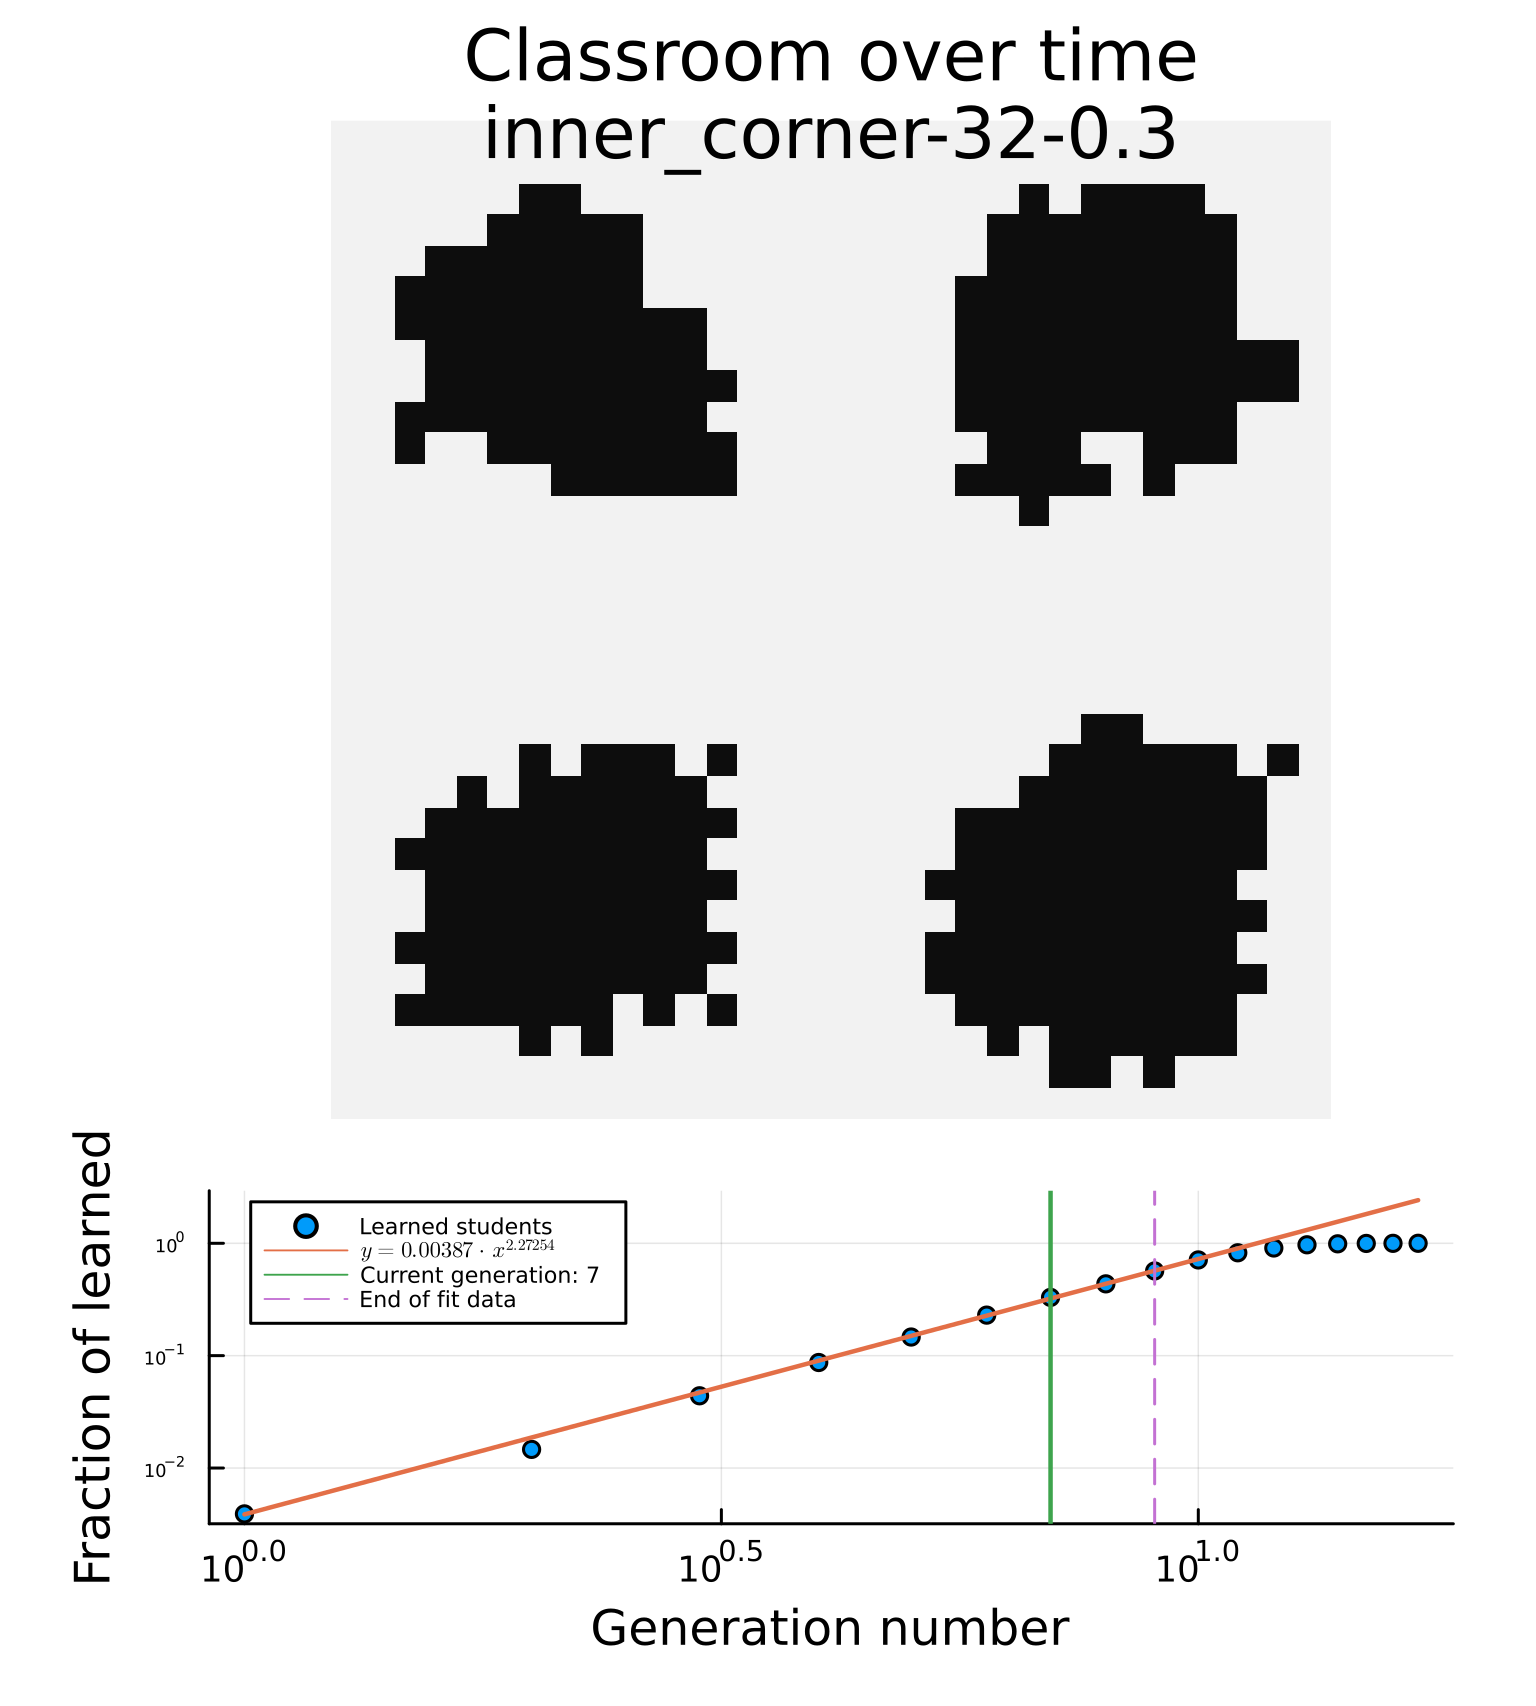 Classroom over time
inner_corner-32-0.3
Fraction of learned
10^0
10^-1
10^-2
Learned students
y = 0.00387 · x^2.27254
Current generation: 7
End of fit data
10^0.0
10^0.5
10^1.0
Generation number